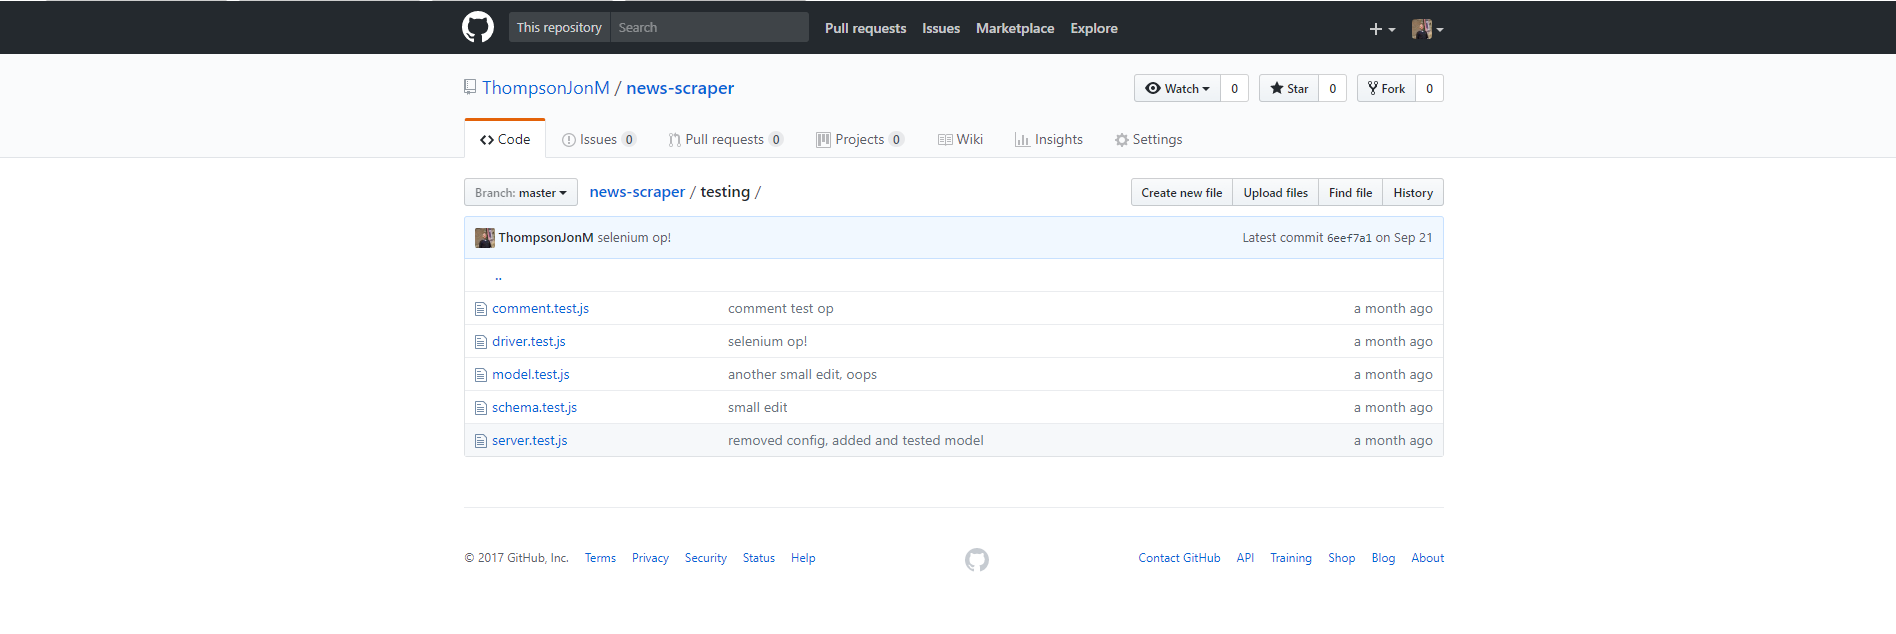 This repository Search Pull requests Issues Marketplace Explore
ThompsonJonM / news-scraper Watch 0 Star 0 Fork 0
Code Issues 0 Pull requests 0 Projects 0 Wiki Insights Settings
Branch: master news-scraper / testing / Create new file Upload files Find file History
ThompsonJonM selenium op! Latest commit 6eef7a1 on Sep 21
..
comment.test.js comment test op a month ago
driver.test.js selenium op! a month ago
model.test.js another small edit, oops a month ago
schema.test.js small edit a month ago
server.test.js removed config, added and tested model a month ago
© 2017 GitHub, Inc. Terms Privacy Security Status Help Contact GitHub API Training Shop Blog About